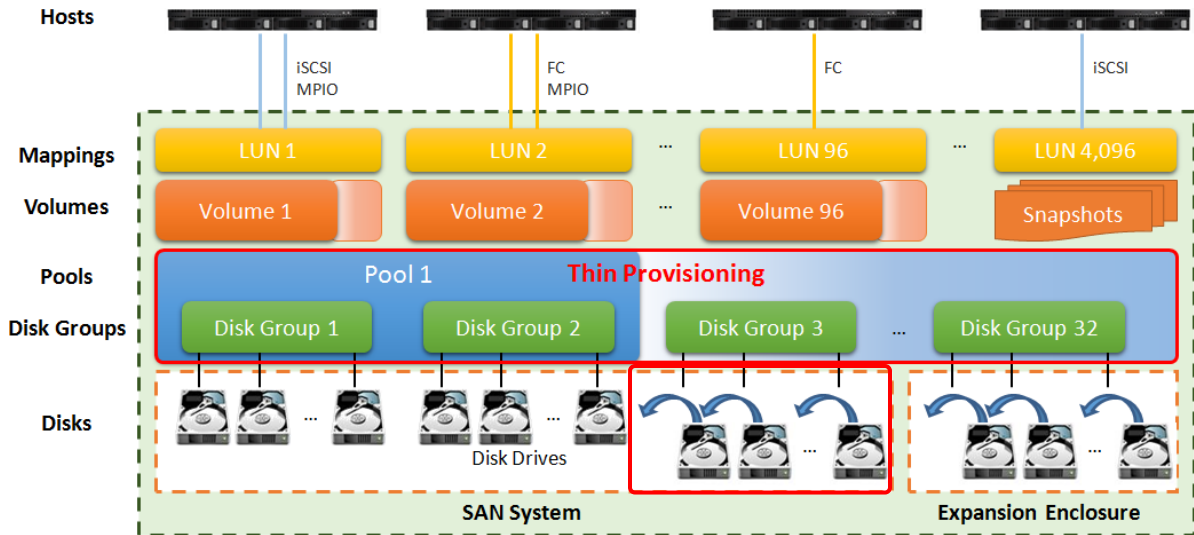 Hosts
iSCSI
MPIO
FC
MPIO
FC
iSCSI
Mappings
LUN 1
LUN 2
...
LUN 96
...
LUN 4,096
Volumes
Volume 1
Volume 2
...
Volume 96
Snapshots
Pools
Pool 1
Thin Provisioning
Disk Groups
Disk Group 1
Disk Group 2
Disk Group 3
...
Disk Group 32
Disks
...
...
...
...
Disk Drives
SAN System
Expansion Enclosure